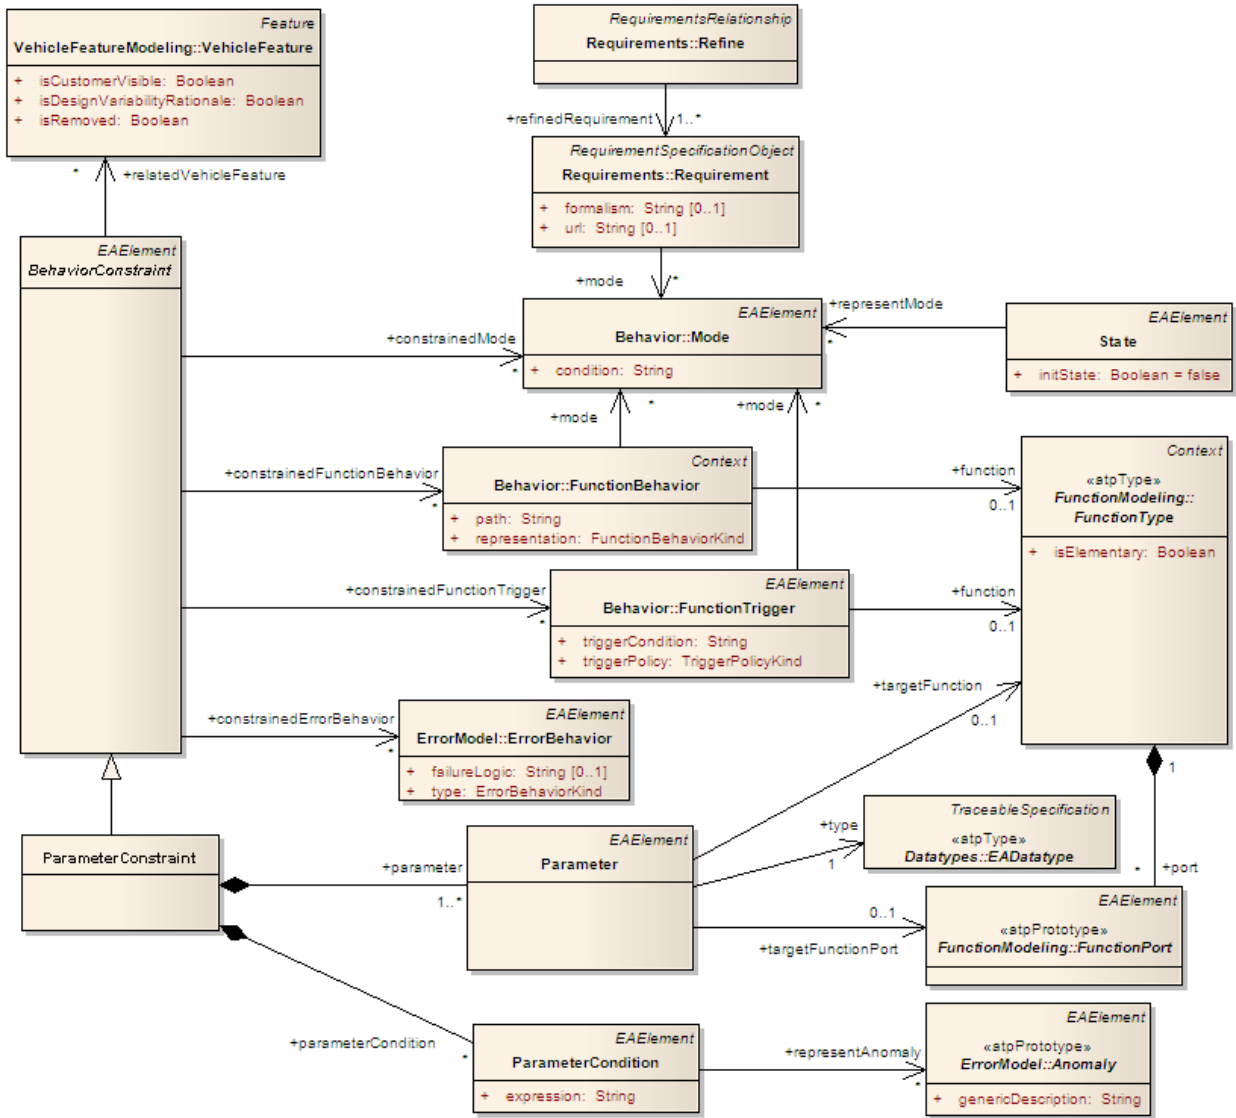 Feature
VehicleFeatureModeling::VehicleFeature
+ isCustomerVisible: Boolean
+ isDesignVariabilityRationale: Boolean
+ isRemoved: Boolean
RequirementsRelationship
Requirements::Refine
+refinedRequirement 1..*
* +relatedVehicleFeature
RequirementSpecificationObject
Requirements::Requirement
+ formalism: String [0..1]
+ url: String [0..1]
EAElement
BehaviorConstraint
+mode *
EAElement
Behavior::Mode
+ condition: String
+representMode
*
EAElement
State
+ initState: Boolean = false
+constrainedMode
*
+mode *
+mode *
Context
Behavior::FunctionBehavior
+ path: String
+ representation: FunctionBehaviorKind
+constrainedFunctionBehavior
*
+function
0..1
Context
«atpType»
FunctionModeling::
FunctionType
+ isElementary: Boolean
+constrainedFunctionTrigger
*
EAElement
Behavior::FunctionTrigger
+ triggerCondition: String
+ triggerPolicy: TriggerPolicyKind
+function
0..1
+targetFunction
0..1
+constrainedErrorBehavior
*
EAElement
ErrorModel::ErrorBehavior
+ failureLogic: String [0..1]
+ type: ErrorBehaviorKind
1
ParameterConstraint
+parameter
1..*
EAElement
Parameter
+type
1
TraceableSpecification
«atpType»
Datatypes::EADatatype
* +port
0..1
+targetFunctionPort
EAElement
«atpPrototype»
FunctionModeling::FunctionPort
+parameterCondition
*
EAElement
ParameterCondition
+ expression: String
+representAnomaly
*
EAElement
«atpPrototype»
ErrorModel::Anomaly
+ genericDescription: String